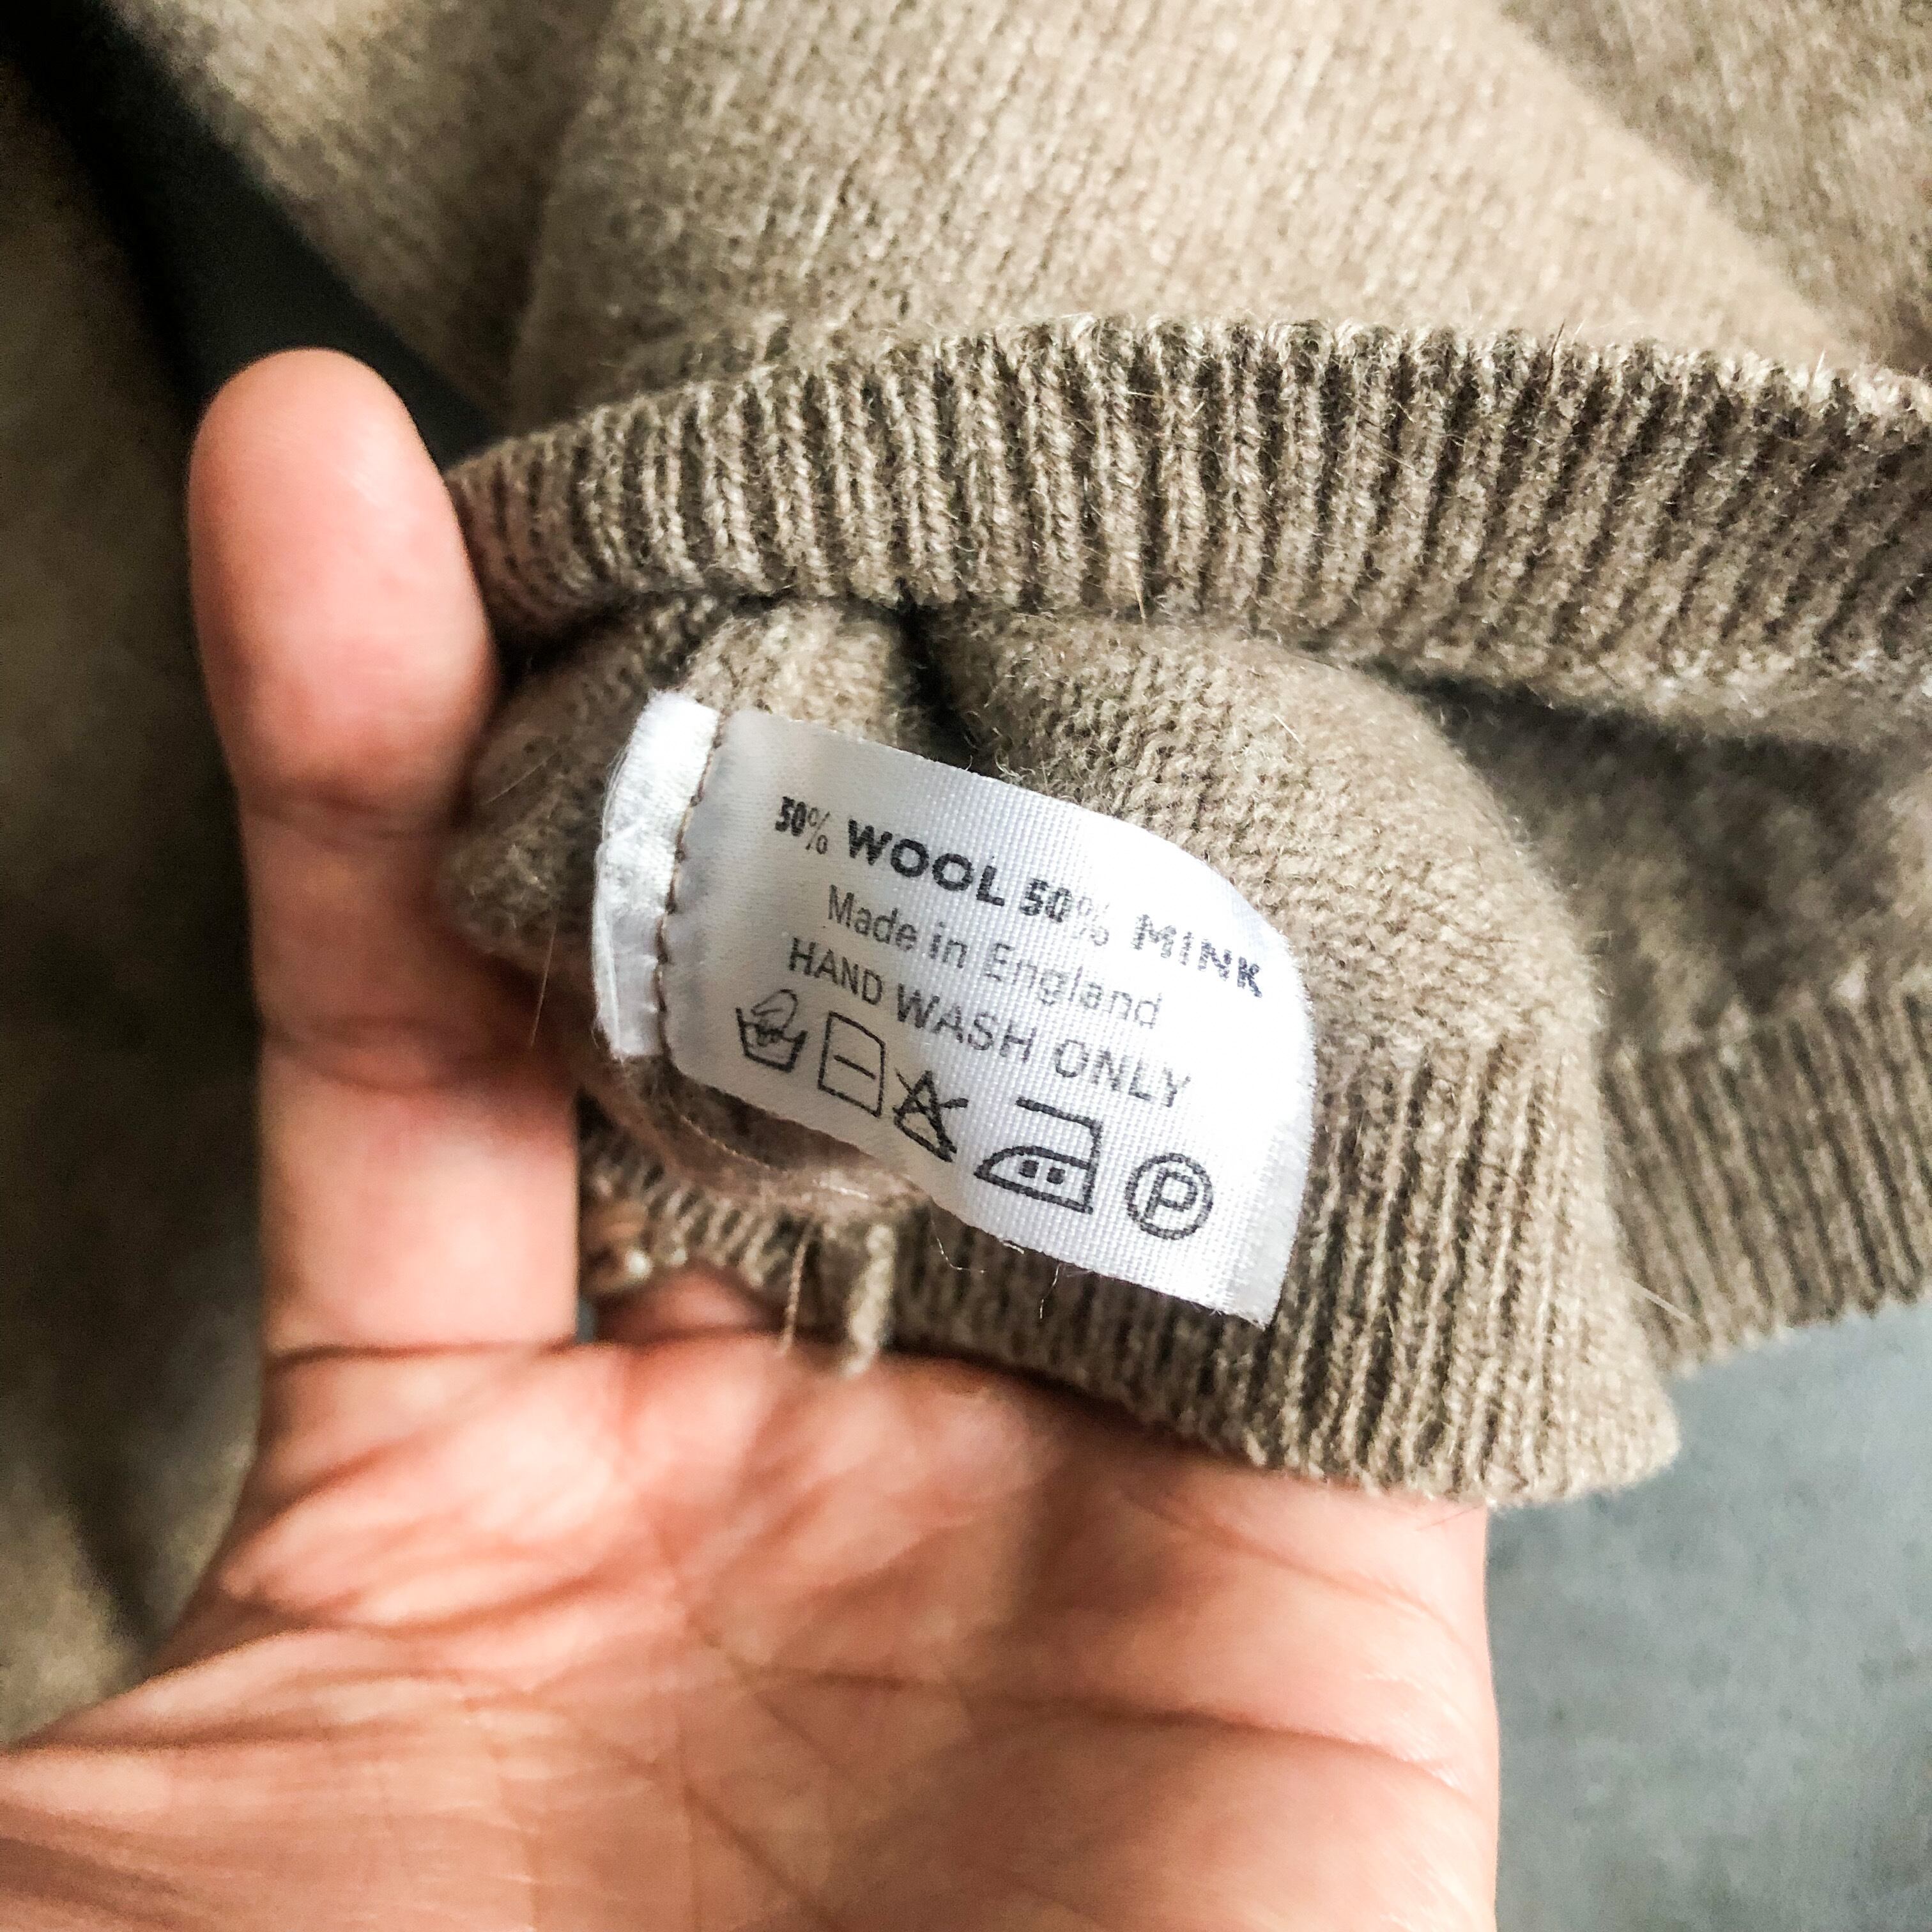 50% WOOL 50% MINK
Made in England
HAND WASH ONLY
P